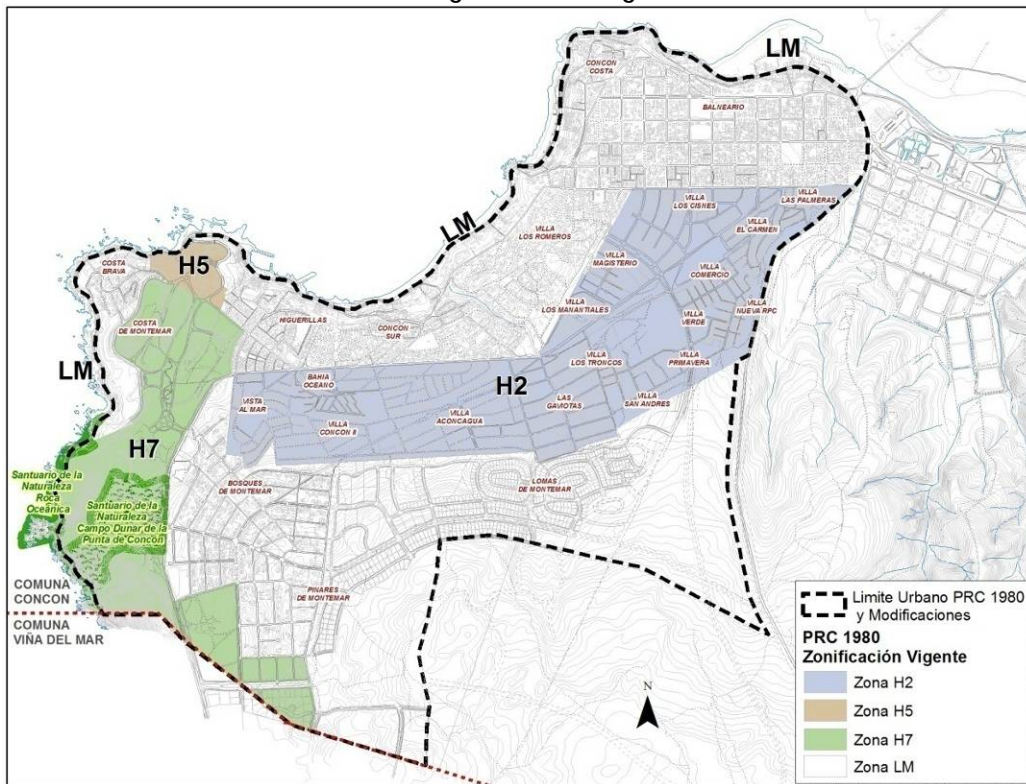 LM
CONCON
COSTA
BALNEARIO
VILLA
LOS CISNES
VILLA
LAS PALMERAS
VILLA
EL CARMEN
LM
VILLA
LOS ROMEROS
VILLA
MAGISTERIO
VILLA
COMERCIO
H5
COSTA
BRAVA
VILLA
LOS MANANTIALES
VILLA
NUEVA RPC
VILLA
VERDE
COSTA
DE MONTEMAR
HIGUERILLAS
CONCON
SUR
LM
VILLA
LOS TRONCOS
VILLA
PRIMAVERA
BAHIA
OCEANO
H2
VISTA
AL MAR
VILLA
CONCON II
VILLA
ACONCAGUA
LAS
GAVIOTAS
VILLA
SAN ANDRES
H7
Santuario de la
Naturaleza
Roca
Oceánica
Santuario de la
Naturaleza
Campo Dunar de la
Punta de Concón
BOSQUES
DE MONTEMAR
LOMAS
DE MONTEMAR
PINARES
DE MONTEMAR
COMUNA
CONCON
COMUNA
VIÑA DEL MAR
N
Limite Urbano PRC 1980
y Modificaciones
PRC 1980
Zonificación Vigente
Zona H2
Zona H5
Zona H7
Zona LM